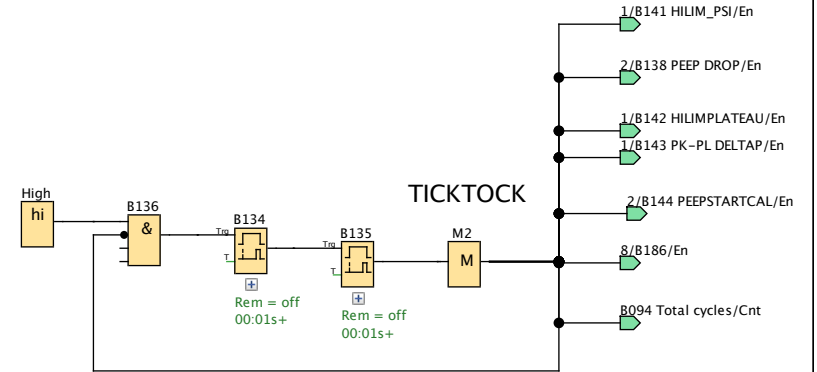 1/B141 HILIM_PSI/En
2/B138 PEEP DROP/En
1/B142 HILIMPLATEAU/En
1/B143 PK-PL DELTAP/En
TICKTOCK
2/B144 PEEPSTARTCAL/En
High
hi
B136
&
B134
Trg
T
Rem = off
00:01s+
B135
Trg
T
Rem = off
00:01s+
M2
M
8/B186/En
B094 Total cycles/Cnt